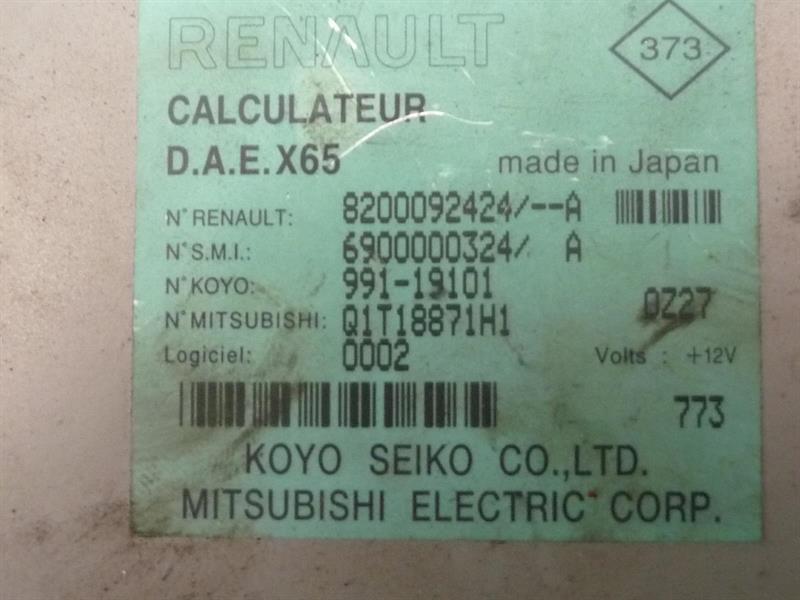 RENAULT
373
CALCULATEUR
D.A.E. X65 made in Japan
N° RENAULT: 8200092424/--A
N° S.M.I.: 6900000324/ A
N° KOYO: 991-19101
N° MITSUBISHI: Q1T18871H1 0Z27
Logiciel: 0002 Volts : +12V
773
KOYO SEIKO CO.,LTD.
MITSUBISHI ELECTRIC CORP.